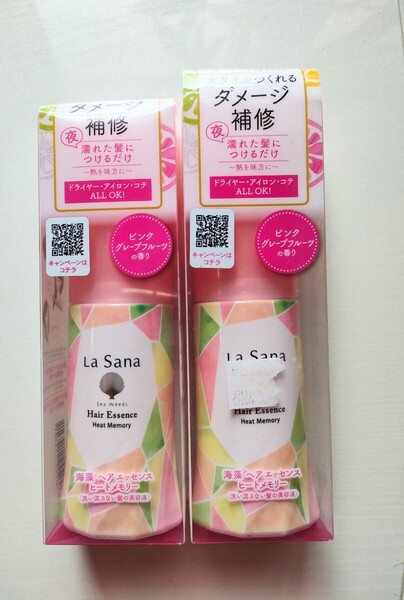 ダメージ
補修
夜
濡れた髪に
つけるだけ
～熱を味方に～
ドライヤー・アイロン・コテ
ALL OK!
キャンペーンは
コチラ
ピンク
グレープフルーツ
の香り
La Sana
Sea Weeds
Hair Essence
Heat Memory
海藻 ヘア エッセンス
ヒートメモリー
(洗い流さない髪の美容液)
つくれる
ダメージ
補修
夜
濡れた髪に
つけるだけ
～熱を味方に～
ドライヤー・アイロン・コテ
ALL OK!
キャンペーンは
コチラ
ピンク
グレープフルーツ
の香り
La Sana
Hair Essence
Heat Memory
海藻 ヘア エッセンス
ヒートメモリー
(洗い流さない髪の美容液)